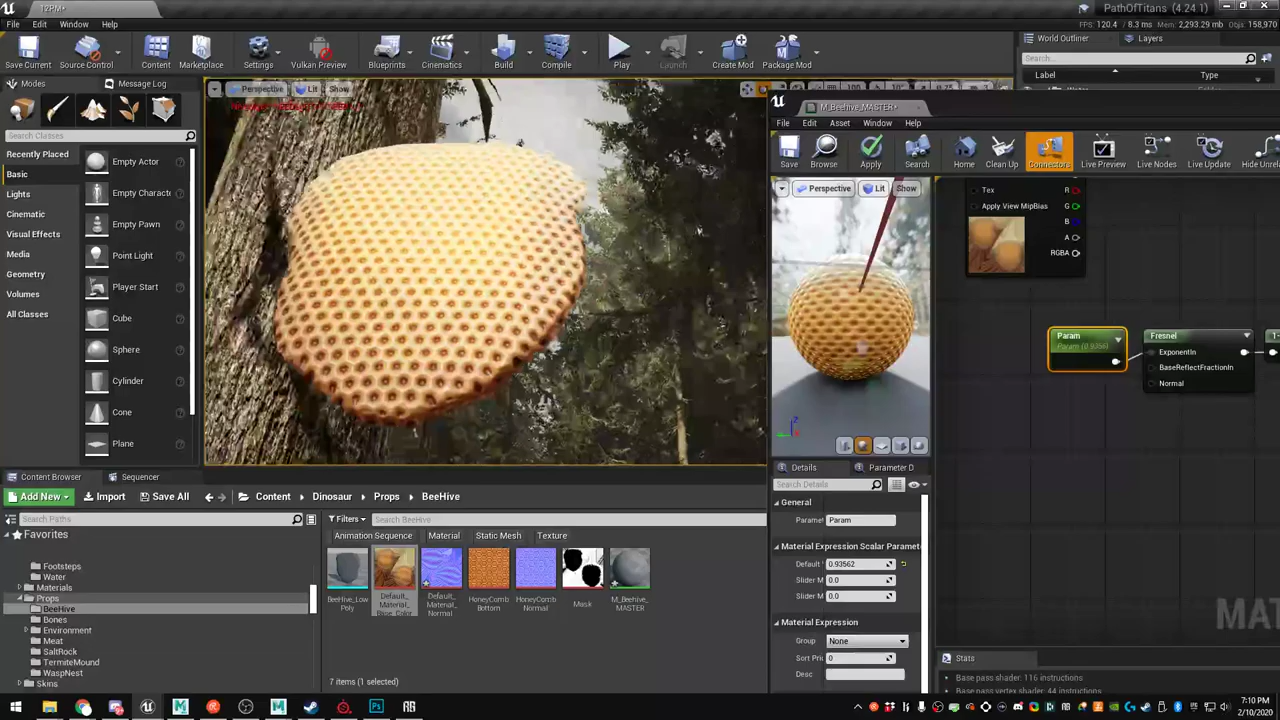 12PM*
PathOfTitans (4.24.1)
File Edit Window Help
FPS: 120.4 / 8.3 ms Mem: 2,293.29 mb Objs: 158,970
Save Current Source Control Content Marketplace Settings Vulkan Preview Blueprints Cinematics Build Compile Play Launch Create Mod Package Mod
World Outliner Layers
Search...
Label Type
Modes Message Log
Perspective Lit Show
Search Classes
Recently Placed
Basic
Lights
Cinematic
Visual Effects
Media
Geometry
Volumes
All Classes
Empty Actor
Empty Characte
Empty Pawn
Point Light
Player Start
Cube
Sphere
Cylinder
Cone
Plane
M_Beehive_MASTER*
File Edit Asset Window Help
Save Browse Apply Search Home Clean Up Connectors Live Preview Live Nodes Live Update Hide Unrela
Perspective Lit Show
Tex R
Apply View MipBias G
B
A
RGBA
Param
Param (0.9356)
Fresnel
ExponentIn
BaseReflectFractionIn
Normal
Details Parameter D
Search Details
General
Paramet Param
Material Expression Scalar Paramete
Default 0.93562
Slider M 0.0
Slider M 0.0
Material Expression
Group None
Sort Prio 0
Desc
MA
Stats
Base pass shader: 116 instructions
Base pass vertex shader: 44 instructions
Content Browser Sequencer
Add New Import Save All Content Dinosaur Props BeeHive
Search Paths
Filters Search BeeHive
Favorites
Animation Sequence Material Static Mesh Texture
Footsteps
Water
Materials
Props
BeeHive
Bones
Environment
Meat
SaltRock
TermiteMound
WaspNest
Skins
BeeHive_Low
Poly
Default_
Material_
Base_Color
Default_
Material_
Normal
HoneyComb
Bottom
HoneyComb
Normal
Mask
M_Beehive_
MASTER
7 items (1 selected)
7:10 PM
2/10/2020